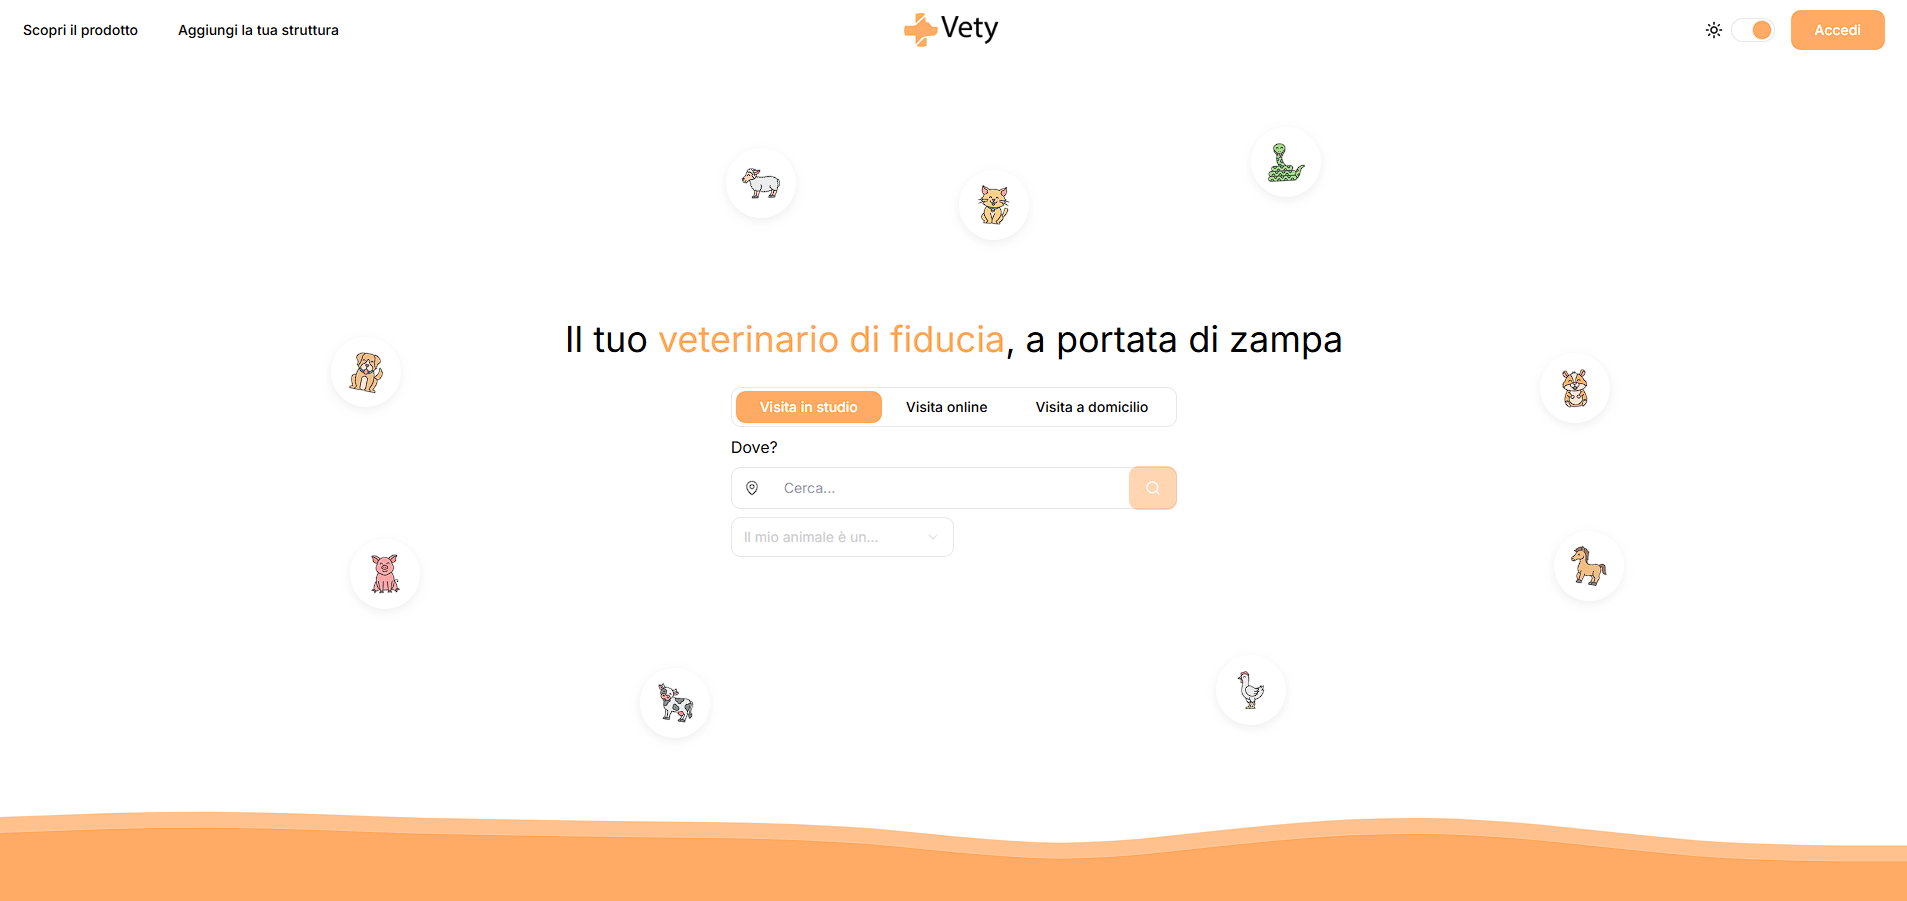 Scopri il prodotto
Aggiungi la tua struttura
Vety
Accedi
Il tuo veterinario di fiducia, a portata di zampa
Visita in studio
Visita online
Visita a domicilio
Dove?
Cerca...
Il mio animale è un...